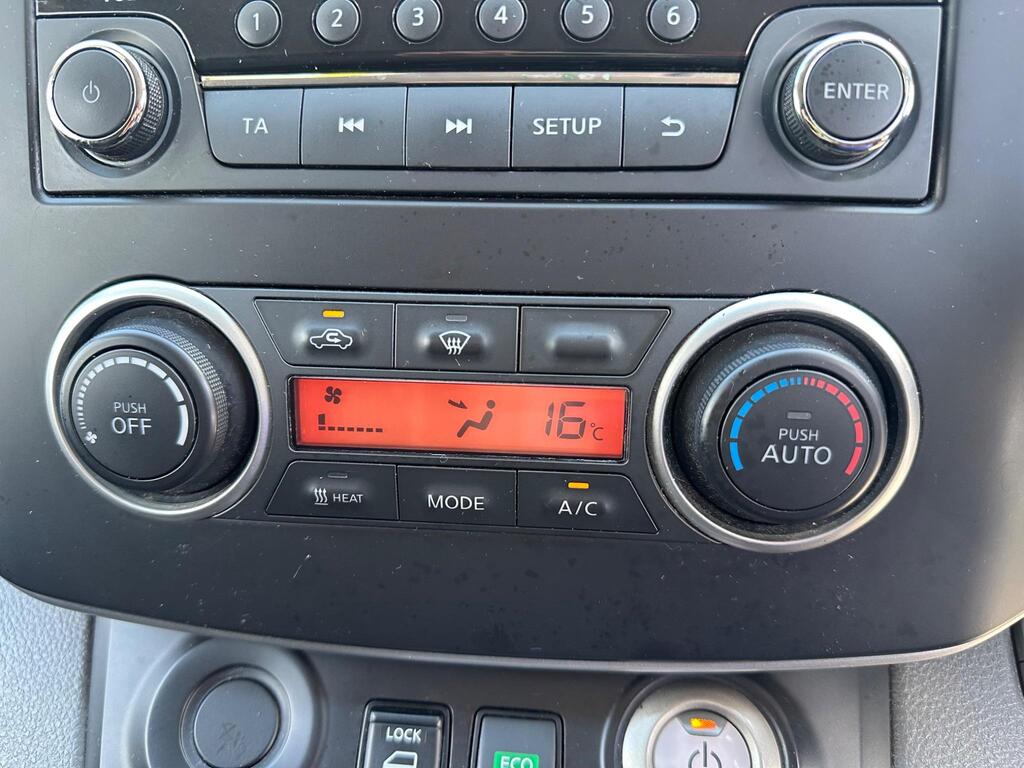 1 2 3 4 5 6
TA SETUP ENTER
PUSH
OFF
16°C
HEAT MODE A/C
PUSH
AUTO
LOCK
ECO